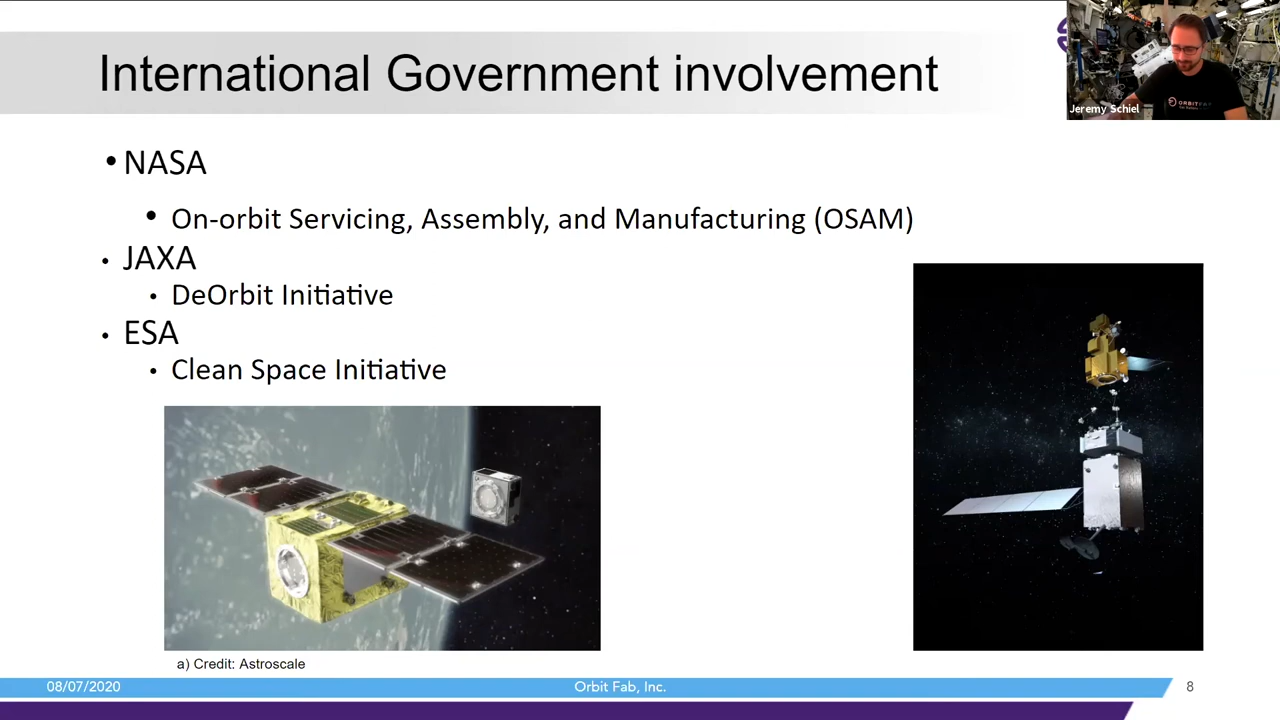 International Government involvement
Jeremy Schiel
ORBITFAB
• NASA
• On-orbit Servicing, Assembly, and Manufacturing (OSAM)
• JAXA
• DeOrbit Initiative
• ESA
• Clean Space Initiative
a) Credit: Astroscale
08/07/2020
Orbit Fab, Inc.
8